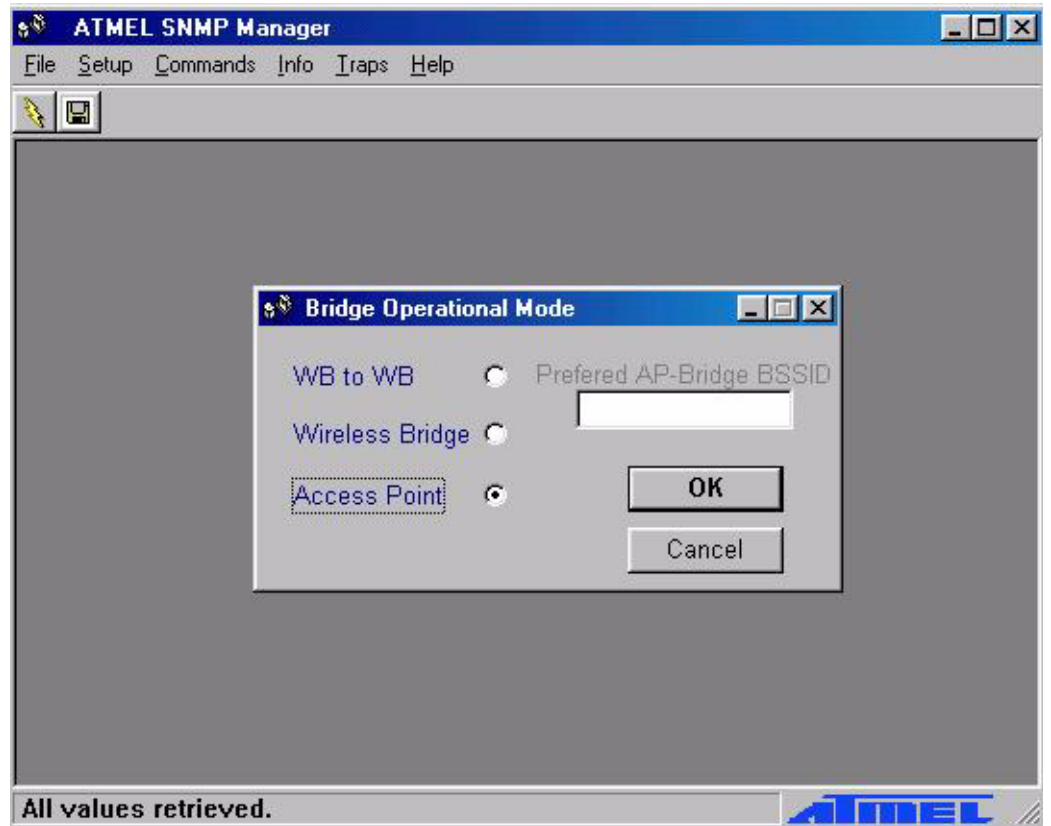 ATMEL SNMP Manager
File Setup Commands Info Traps Help
Bridge Operational Mode
WB to WB
Prefered AP-Bridge BSSID
Wireless Bridge
Access Point
OK
Cancel
All values retrieved.
ATMEL